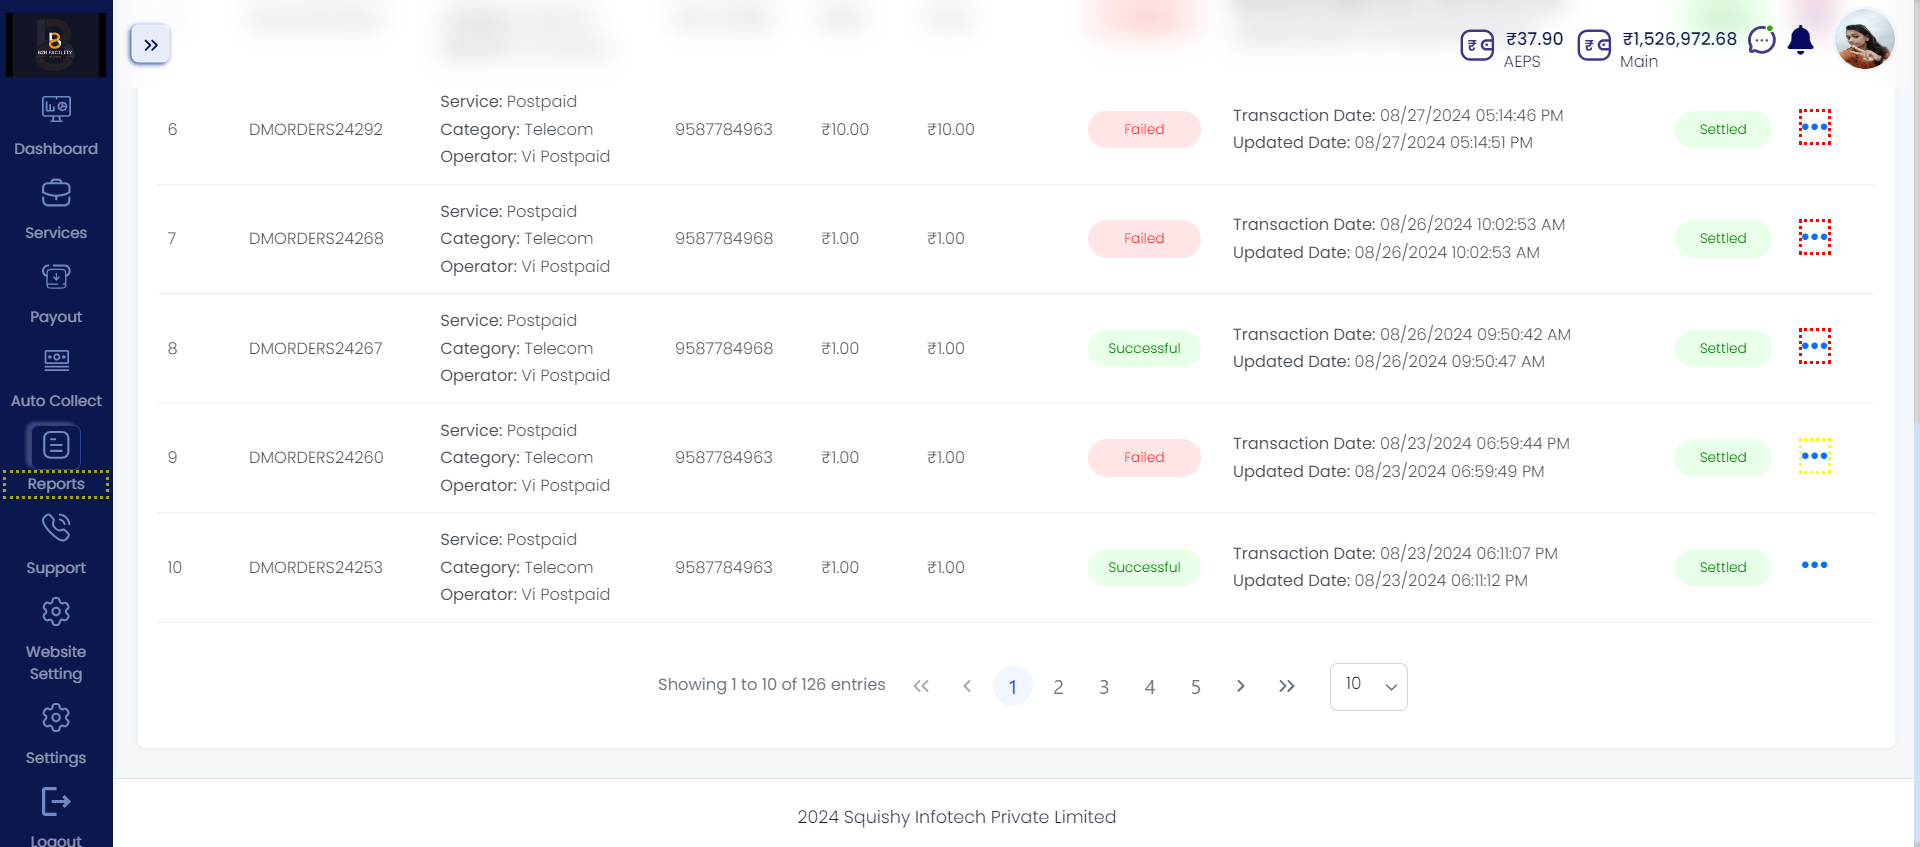 B2B FACILITY
₹37.90
AEPS
₹1,526,972.68
Main
Dashboard
Services
Payout
Auto Collect
Reports
Support
Website
Setting
Settings
Logout
6 DMORDERS24292 Service: Postpaid Category: Telecom Operator: Vi Postpaid 9587784963 ₹10.00 ₹10.00 Failed Transaction Date: 08/27/2024 05:14:46 PM Updated Date: 08/27/2024 05:14:51 PM Settled
7 DMORDERS24268 Service: Postpaid Category: Telecom Operator: Vi Postpaid 9587784968 ₹1.00 ₹1.00 Failed Transaction Date: 08/26/2024 10:02:53 AM Updated Date: 08/26/2024 10:02:53 AM Settled
8 DMORDERS24267 Service: Postpaid Category: Telecom Operator: Vi Postpaid 9587784968 ₹1.00 ₹1.00 Successful Transaction Date: 08/26/2024 09:50:42 AM Updated Date: 08/26/2024 09:50:47 AM Settled
9 DMORDERS24260 Service: Postpaid Category: Telecom Operator: Vi Postpaid 9587784963 ₹1.00 ₹1.00 Failed Transaction Date: 08/23/2024 06:59:44 PM Updated Date: 08/23/2024 06:59:49 PM Settled
10 DMORDERS24253 Service: Postpaid Category: Telecom Operator: Vi Postpaid 9587784963 ₹1.00 ₹1.00 Successful Transaction Date: 08/23/2024 06:11:07 PM Updated Date: 08/23/2024 06:11:12 PM Settled
Showing 1 to 10 of 126 entries 1 2 3 4 5 10
2024 Squishy Infotech Private Limited